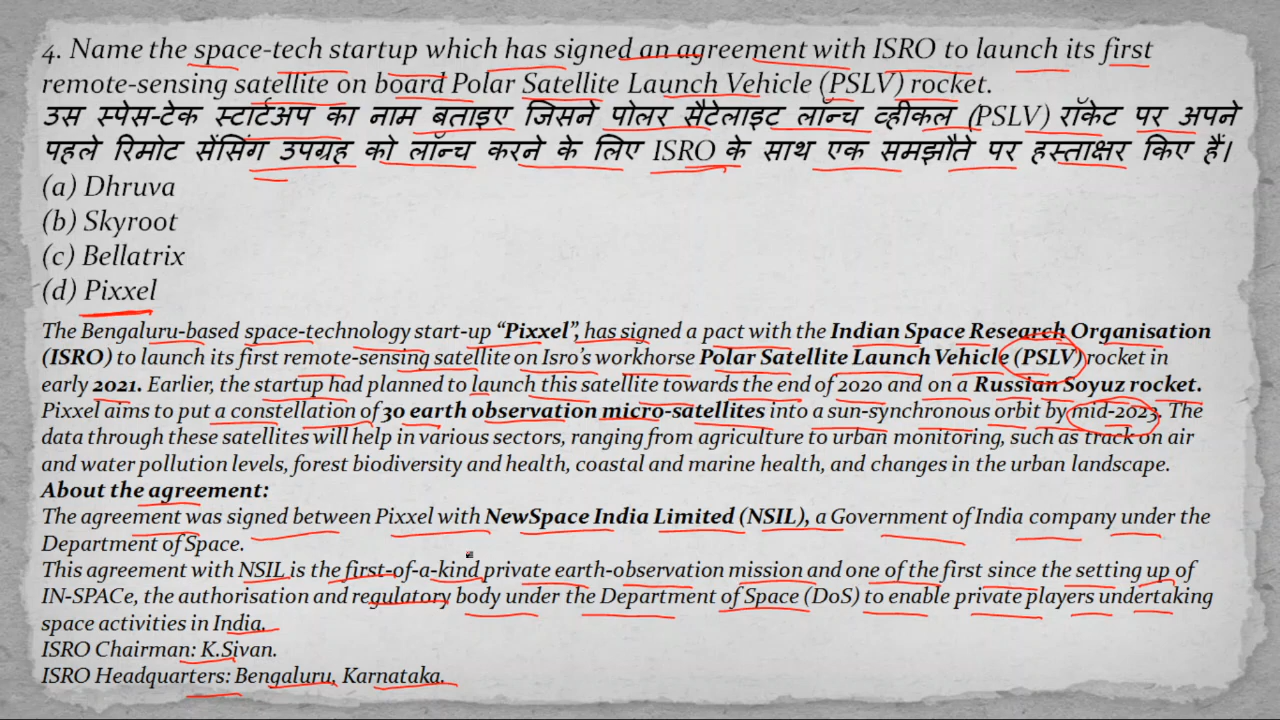 4. Name the space-tech startup which has signed an agreement with ISRO to launch its first
remote-sensing satellite on board Polar Satellite Launch Vehicle (PSLV) rocket.
उस स्पेस-टेक स्टार्टअप का नाम बताइए जिसने पोलर सैटेलाइट लॉन्च व्हीकल (PSLV) रॉकेट पर अपने
पहले रिमोट सेंसिंग उपग्रह को लॉन्च करने के लिए ISRO के साथ एक समझौते पर हस्ताक्षर किए हैं।
(a) Dhruva
(b) Skyroot
(c) Bellatrix
(d) Pixxel
The Bengaluru-based space-technology start-up “Pixxel”, has signed a pact with the Indian Space Research Organisation
(ISRO) to launch its first remote-sensing satellite on Isro’s workhorse Polar Satellite Launch Vehicle (PSLV) rocket in
early 2021. Earlier, the startup had planned to launch this satellite towards the end of 2020 and on a Russian Soyuz rocket.
Pixxel aims to put a constellation of 30 earth observation micro-satellites into a sun-synchronous orbit by mid-2023. The
data through these satellites will help in various sectors, ranging from agriculture to urban monitoring, such as track on air
and water pollution levels, forest biodiversity and health, coastal and marine health, and changes in the urban landscape.
About the agreement:
The agreement was signed between Pixxel with NewSpace India Limited (NSIL), a Government of India company under the
Department of Space.
This agreement with NSIL is the first-of-a-kind private earth-observation mission and one of the first since the setting up of
IN-SPACe, the authorisation and regulatory body under the Department of Space (DoS) to enable private players undertaking
space activities in India.
ISRO Chairman: K.Sivan.
ISRO Headquarters: Bengaluru, Karnataka.